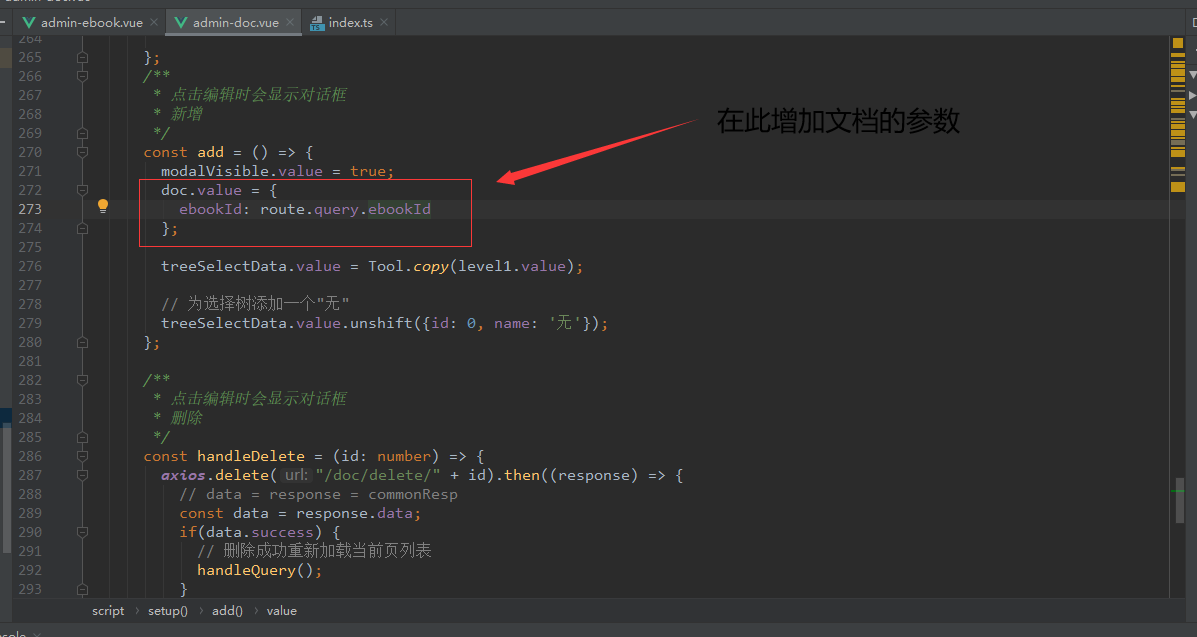 admin-ebook.vue
admin-doc.vue
index.ts
264
265 };
266 /**
267 * 点击编辑时会显示对话框
268 * 新增
269 */
270 const add = () => {
271 modalVisible.value = true;
272 doc.value = {
273 ebookId: route.query.ebookId
274 };
275
276 treeSelectData.value = Tool.copy(level1.value);
277
278 // 为选择树添加一个"无"
279 treeSelectData.value.unshift({id: 0, name: '无'});
280 };
281
282 /**
283 * 点击编辑时会显示对话框
284 * 删除
285 */
286 const handleDelete = (id: number) => {
287 axios.delete( url: "/doc/delete/" + id).then((response) => {
288 // data = response = commonResp
289 const data = response.data;
290 if(data.success) {
291 // 删除成功重新加载当前页列表
292 handleQuery();
293 }
在此增加文档的参数
script › setup() › add() › value